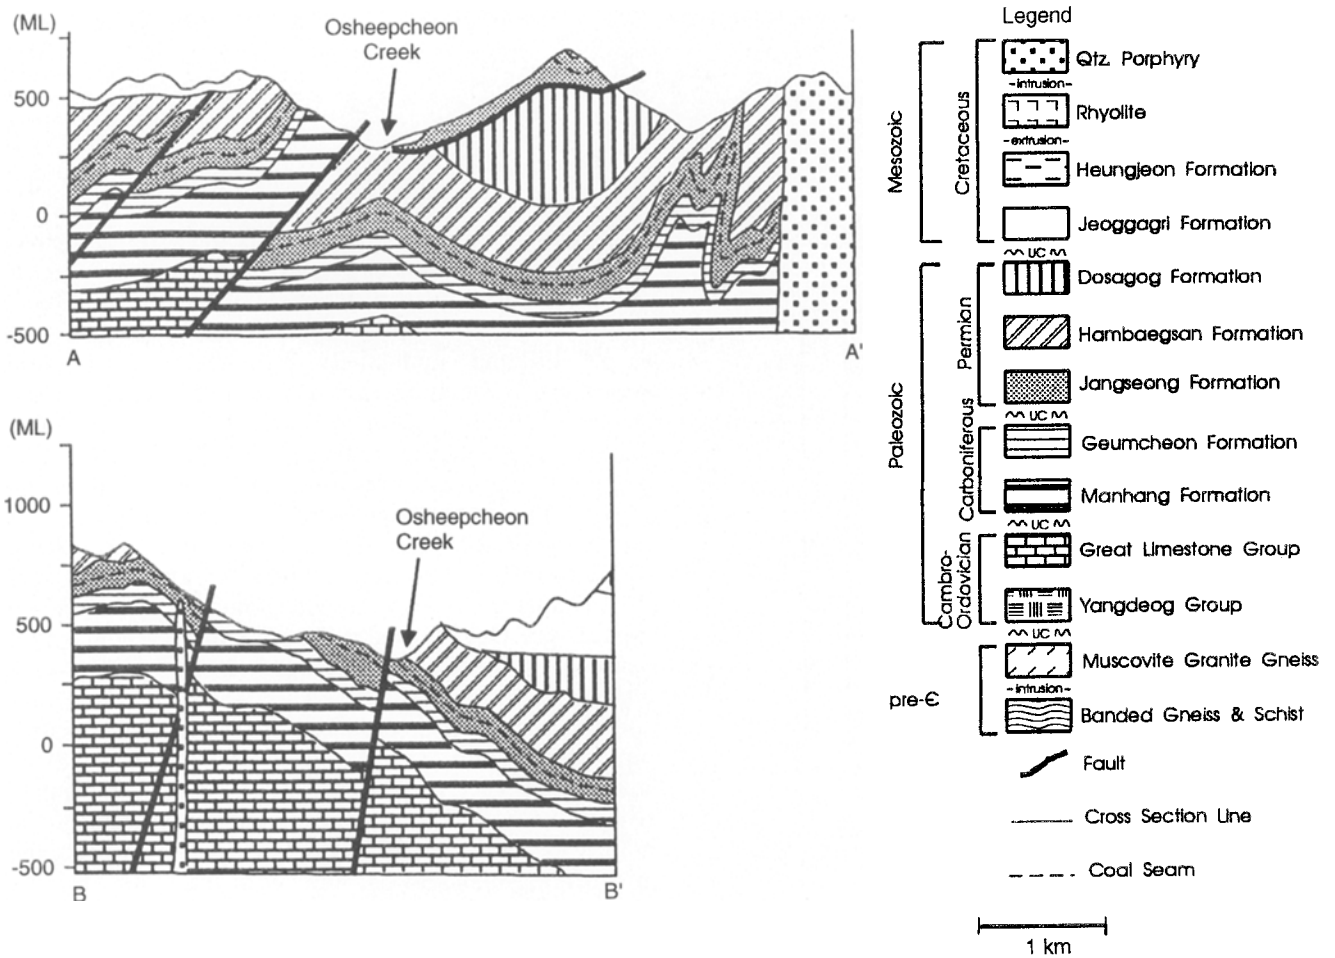 (ML)
Osheepcheon
Creek
500
0
-500
A
A'
(ML)
1000
Osheepcheon
Creek
500
0
-500
B
B'
Legend
Mesozoic
Cretaceous
Qtz. Porphyry
-intrusion-
Rhyolite
-extrusion-
Heungjeon Formation
Jeoggagri Formation
UC
Paleozoic
Permian
Dosagog Formation
Hambaegsan Formation
Jangseong Formation
UC
Carboniferous
Geumcheon Formation
Manhang Formation
UC
Cambro-
Ordovician
Great Limestone Group
Yangdeog Group
UC
pre-Є
Muscovite Granite Gneiss
-intrusion-
Banded Gneiss & Schist
Fault
Cross Section Line
Coal Seam
1 km